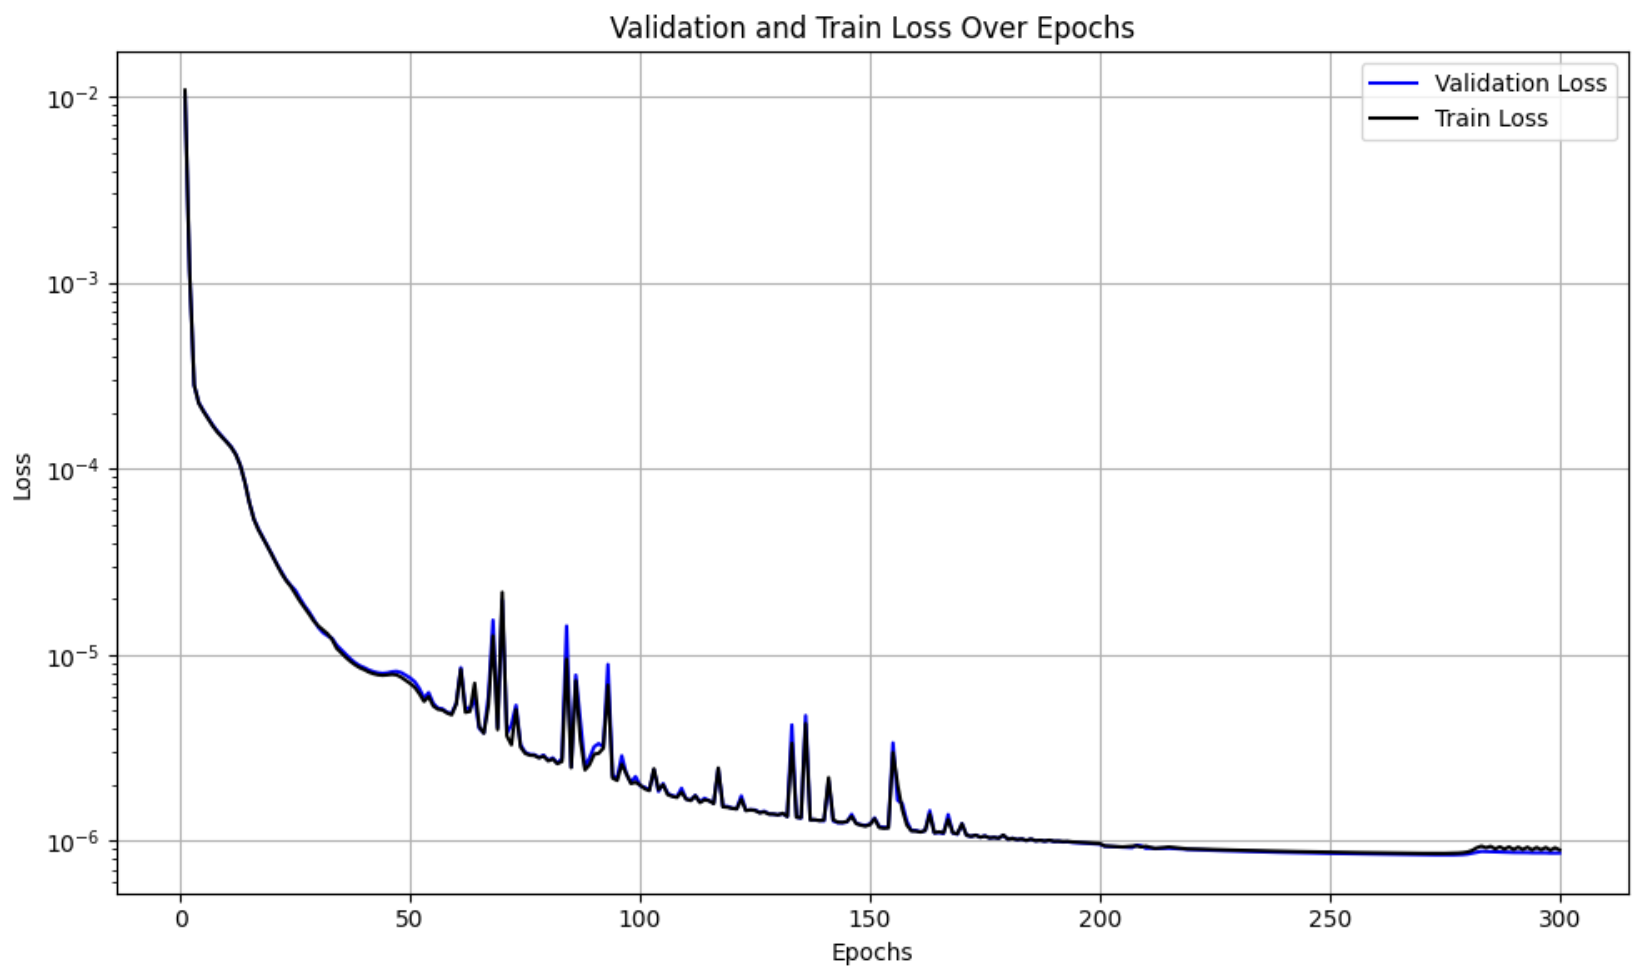 Validation and Train Loss Over Epochs
Validation Loss
Train Loss
10⁻²
10⁻³
10⁻⁴
10⁻⁵
10⁻⁶
Loss
0 50 100 150 200 250 300
Epochs